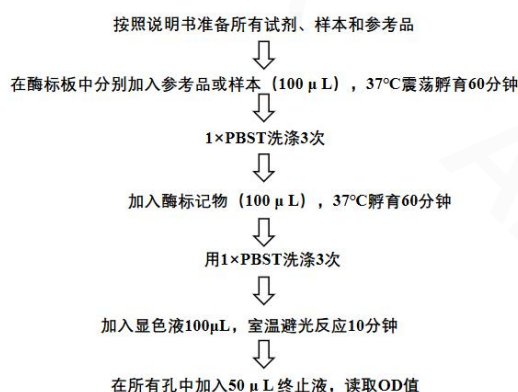 按照说明书准备所有试剂、样本和参考品
在酶标板中分别加入参考品或样本（100 μ L），37°C震荡孵育60分钟
1×PBST洗涤3次
加入酶标记物（100 μ L），37°C孵育60分钟
用1×PBST洗涤3次
加入显色液100μL，室温避光反应10分钟
在所有孔中加入50 μ L 终止液，读取OD值